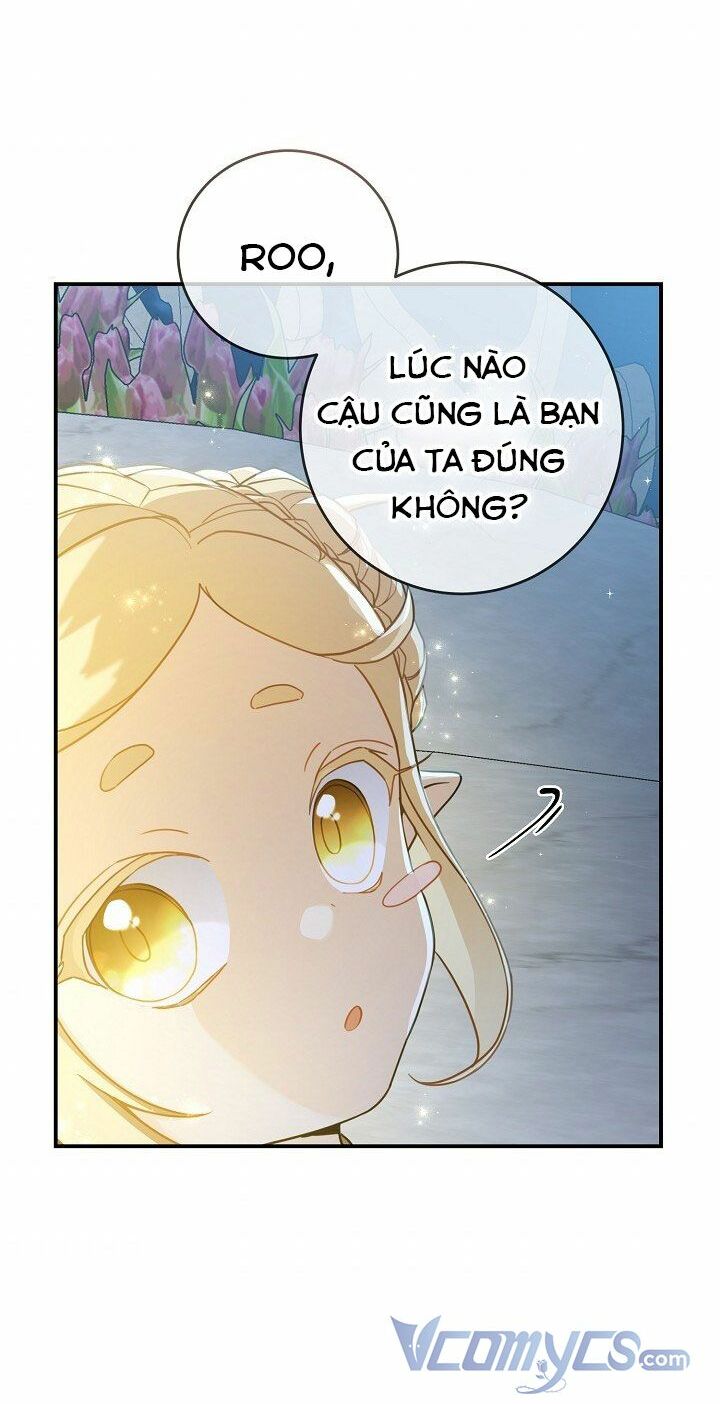 ROO,
LÚC NÀO
CẬU CŨNG LÀ BẠN
CỦA TA ĐÚNG
KHÔNG?
VCOMYCS.com